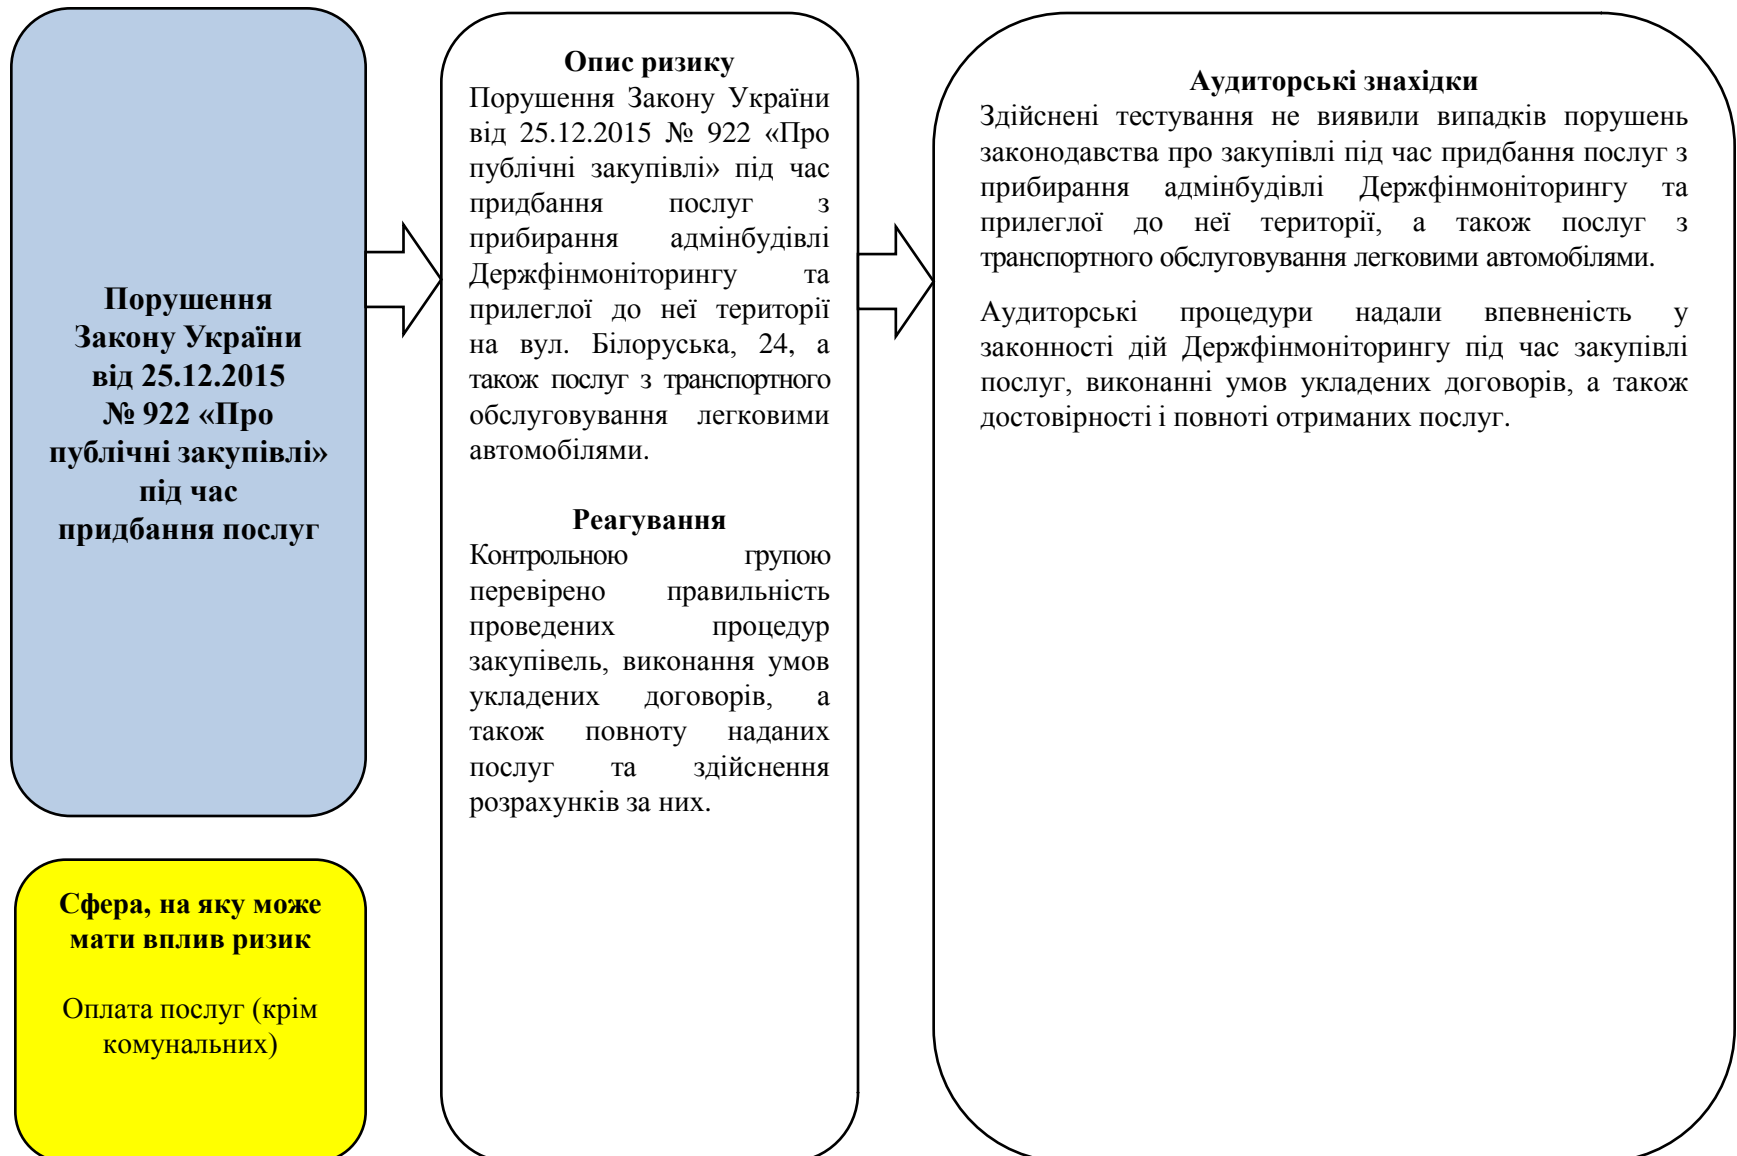 Порушення
Закону України
від 25.12.2015
№ 922 «Про
публічні закупівлі»
під час
придбання послуг
Сфера, на яку може
мати вплив ризик
Оплата послуг (крім
комунальних)
Опис ризику
Порушення Закону України
від 25.12.2015 № 922 «Про
публічні закупівлі» під час
придбання послуг з
прибирання адмінбудівлі
Держфінмоніторингу та
прилеглої до неї території
на вул. Білоруська, 24, а
також послуг з транспортного
обслуговування легковими
автомобілями.
Реагування
Контрольною групою
перевірено правильність
проведених процедур
закупівель, виконання умов
укладених договорів, а
також повноту наданих
послуг та здійснення
розрахунків за них.
Аудиторські знахідки
Здійснені тестування не виявили випадків порушень
законодавства про закупівлі під час придбання послуг з
прибирання адмінбудівлі Держфінмоніторингу та
прилеглої до неї території, а також послуг з
транспортного обслуговування легковими автомобілями.
Аудиторські процедури надали впевненість у
законності дій Держфінмоніторингу під час закупівлі
послуг, виконанні умов укладених договорів, а також
достовірності і повноті отриманих послуг.